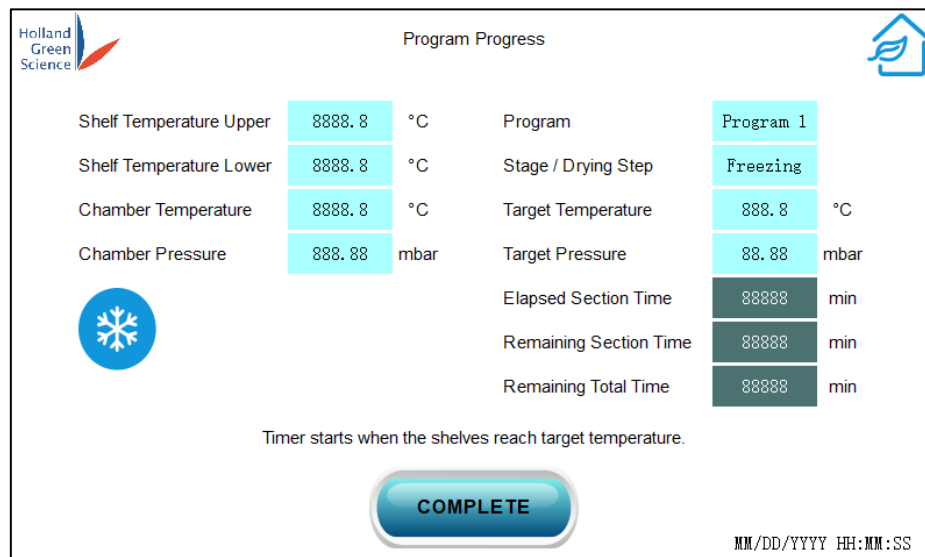 Holland
Green
Science
Program Progress
Shelf Temperature Upper 8888.8 °C Program Program 1
Shelf Temperature Lower 8888.8 °C Stage / Drying Step Freezing
Chamber Temperature 8888.8 °C Target Temperature 888.8 °C
Chamber Pressure 888.88 mbar Target Pressure 88.88 mbar
Elapsed Section Time 88888 min
Remaining Section Time 88888 min
Remaining Total Time 88888 min
Timer starts when the shelves reach target temperature.
COMPLETE
MM/DD/YYYY HH:MM:SS